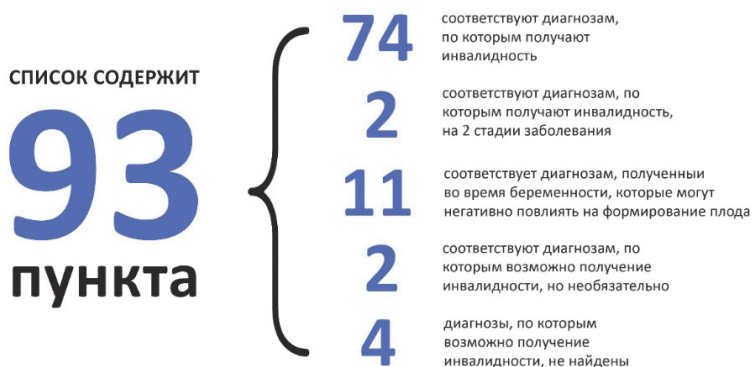 СПИСОК СОДЕРЖИТ
93
пункта
74
соответствуют диагнозам,
по которым получают
инвалидность
2
соответствуют диагнозам, по
которым получают инвалидность,
на 2 стадии заболевания
11
соответствует диагнозам, полученныи
во время беременности, которые могут
негативно повлиять на формирование плода
2
соответствуют диагнозам, по
которым возможно получение
инвалидности, но необязательно
4
диагнозы, по которым
возможно получение
инвалидности, не найдены